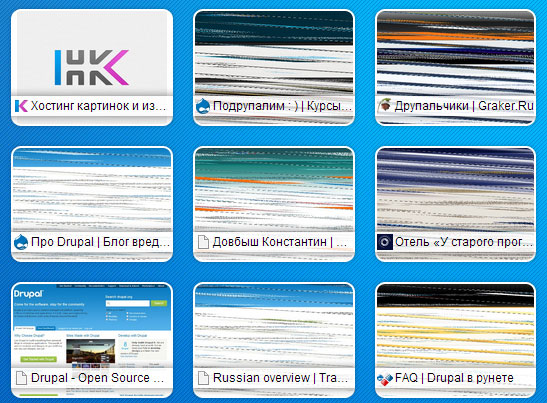 Хостинг картинок и из...
Подрупалим : ) | Курсы...
Друпальчики | Graker.Ru
Про Drupal | Блог вред...
Довбыш Константин | ...
Отель «У старого прог...
Drupal
Drupal - Open Source ...
Russian overview | Tra...
FAQ | Drupal в рунете